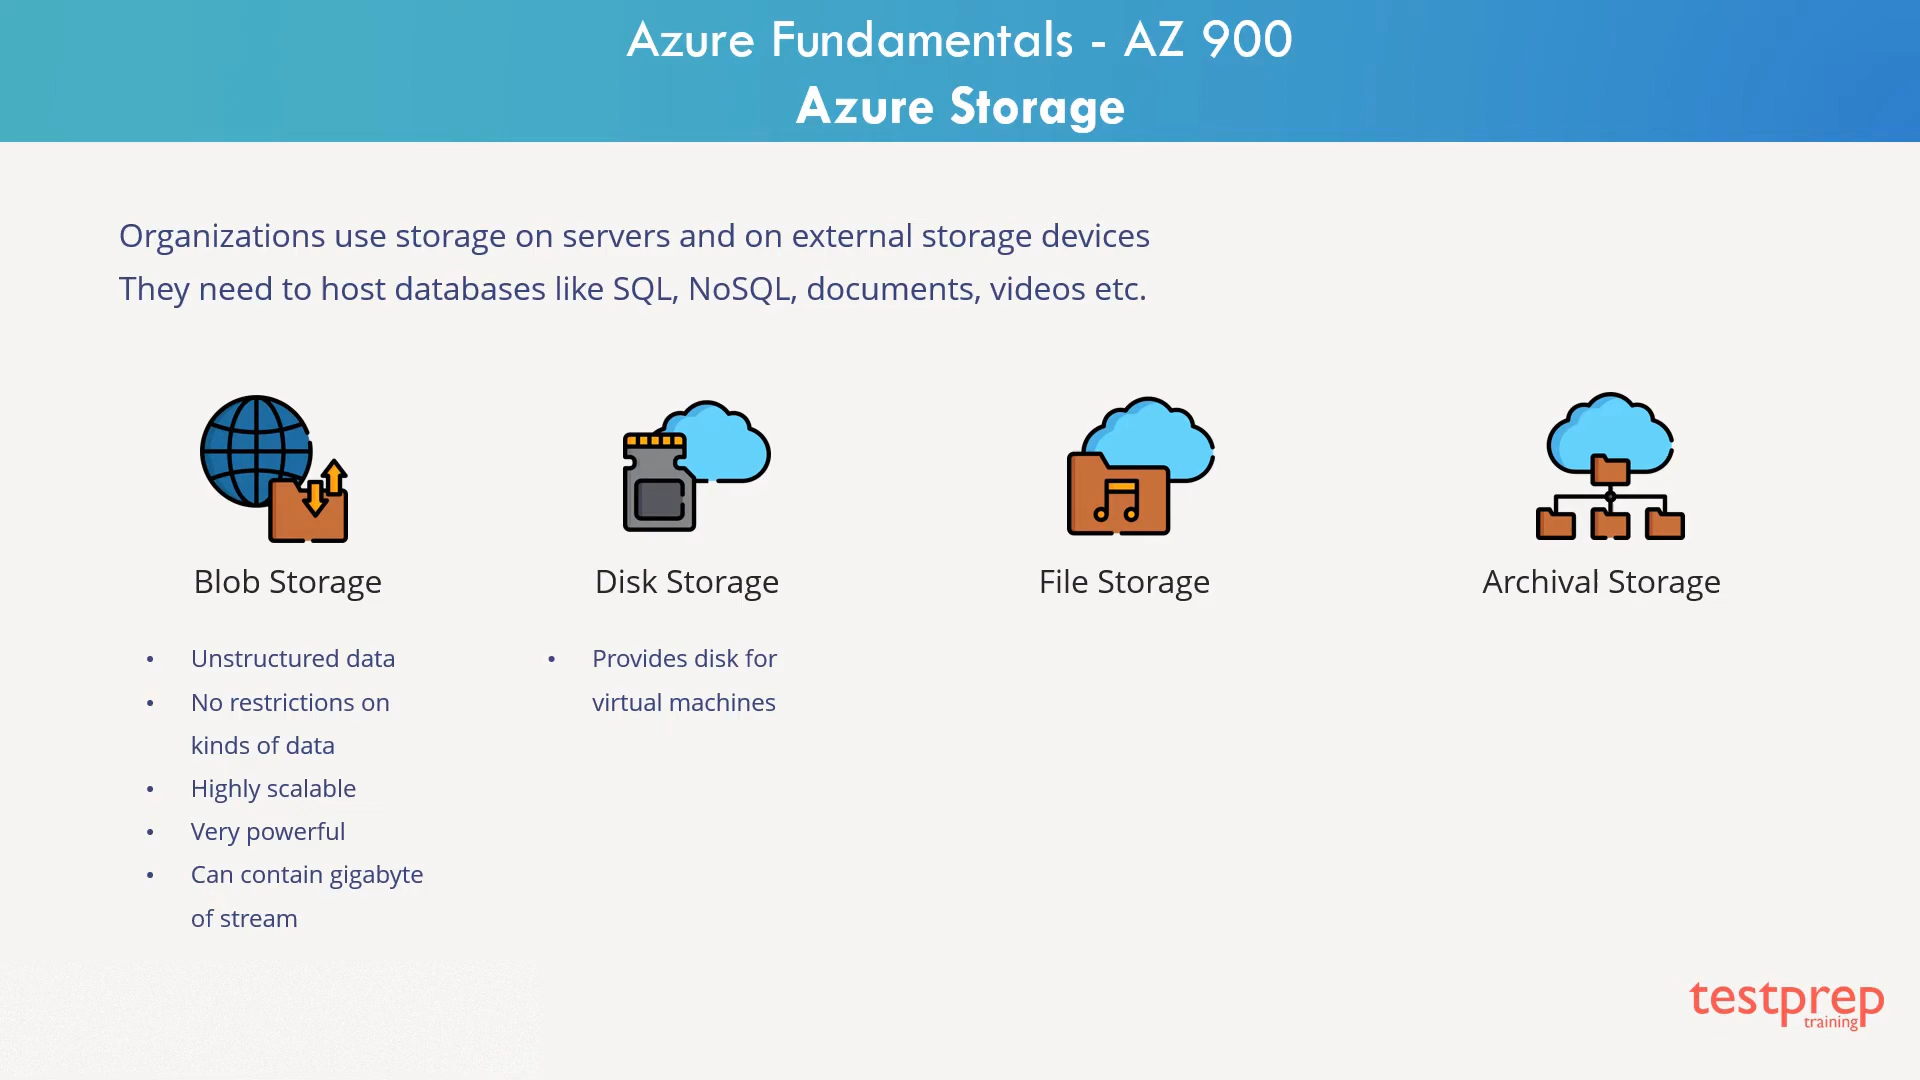 Azure Fundamentals - AZ 900
Azure Storage
Organizations use storage on servers and on external storage devices
They need to host databases like SQL, NoSQL, documents, videos etc.
Blob Storage
• Unstructured data
• No restrictions on
kinds of data
• Highly scalable
• Very powerful
• Can contain gigabyte
of stream
Disk Storage
• Provides disk for
virtual machines
File Storage
Archival Storage
testprep
training